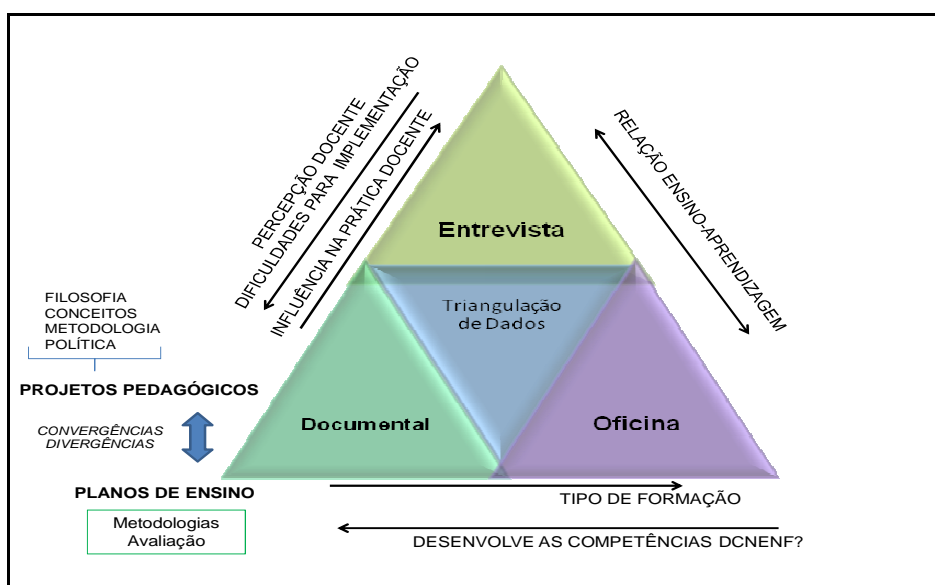 PERCEPÇÃO DOCENTE
DIFICULDADES PARA IMPLEMENTAÇÃO
INFLUÊNCIA NA PRÁTICA DOCENTE
RELAÇÃO ENSINO-APRENDIZAGEM
Entrevista
Triangulação
de Dados
FILOSOFIA
CONCEITOS
METODOLOGIA
POLÍTICA
PROJETOS PEDAGÓGICOS
CONVERGÊNCIAS
DIVERGÊNCIAS
Documental
Oficina
PLANOS DE ENSINO
Metodologias
Avaliação
TIPO DE FORMAÇÃO
DESENVOLVE AS COMPETÊNCIAS DCNENF?